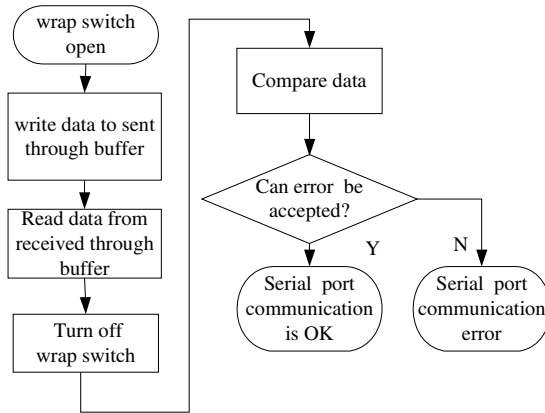 wrap switch
open
write data to sent
through buffer
Read data from
received through
buffer
Turn off
wrap switch
Compare data
Can error be
accepted?
Y
N
Serial port
communication
is OK
Serial port
communication
error